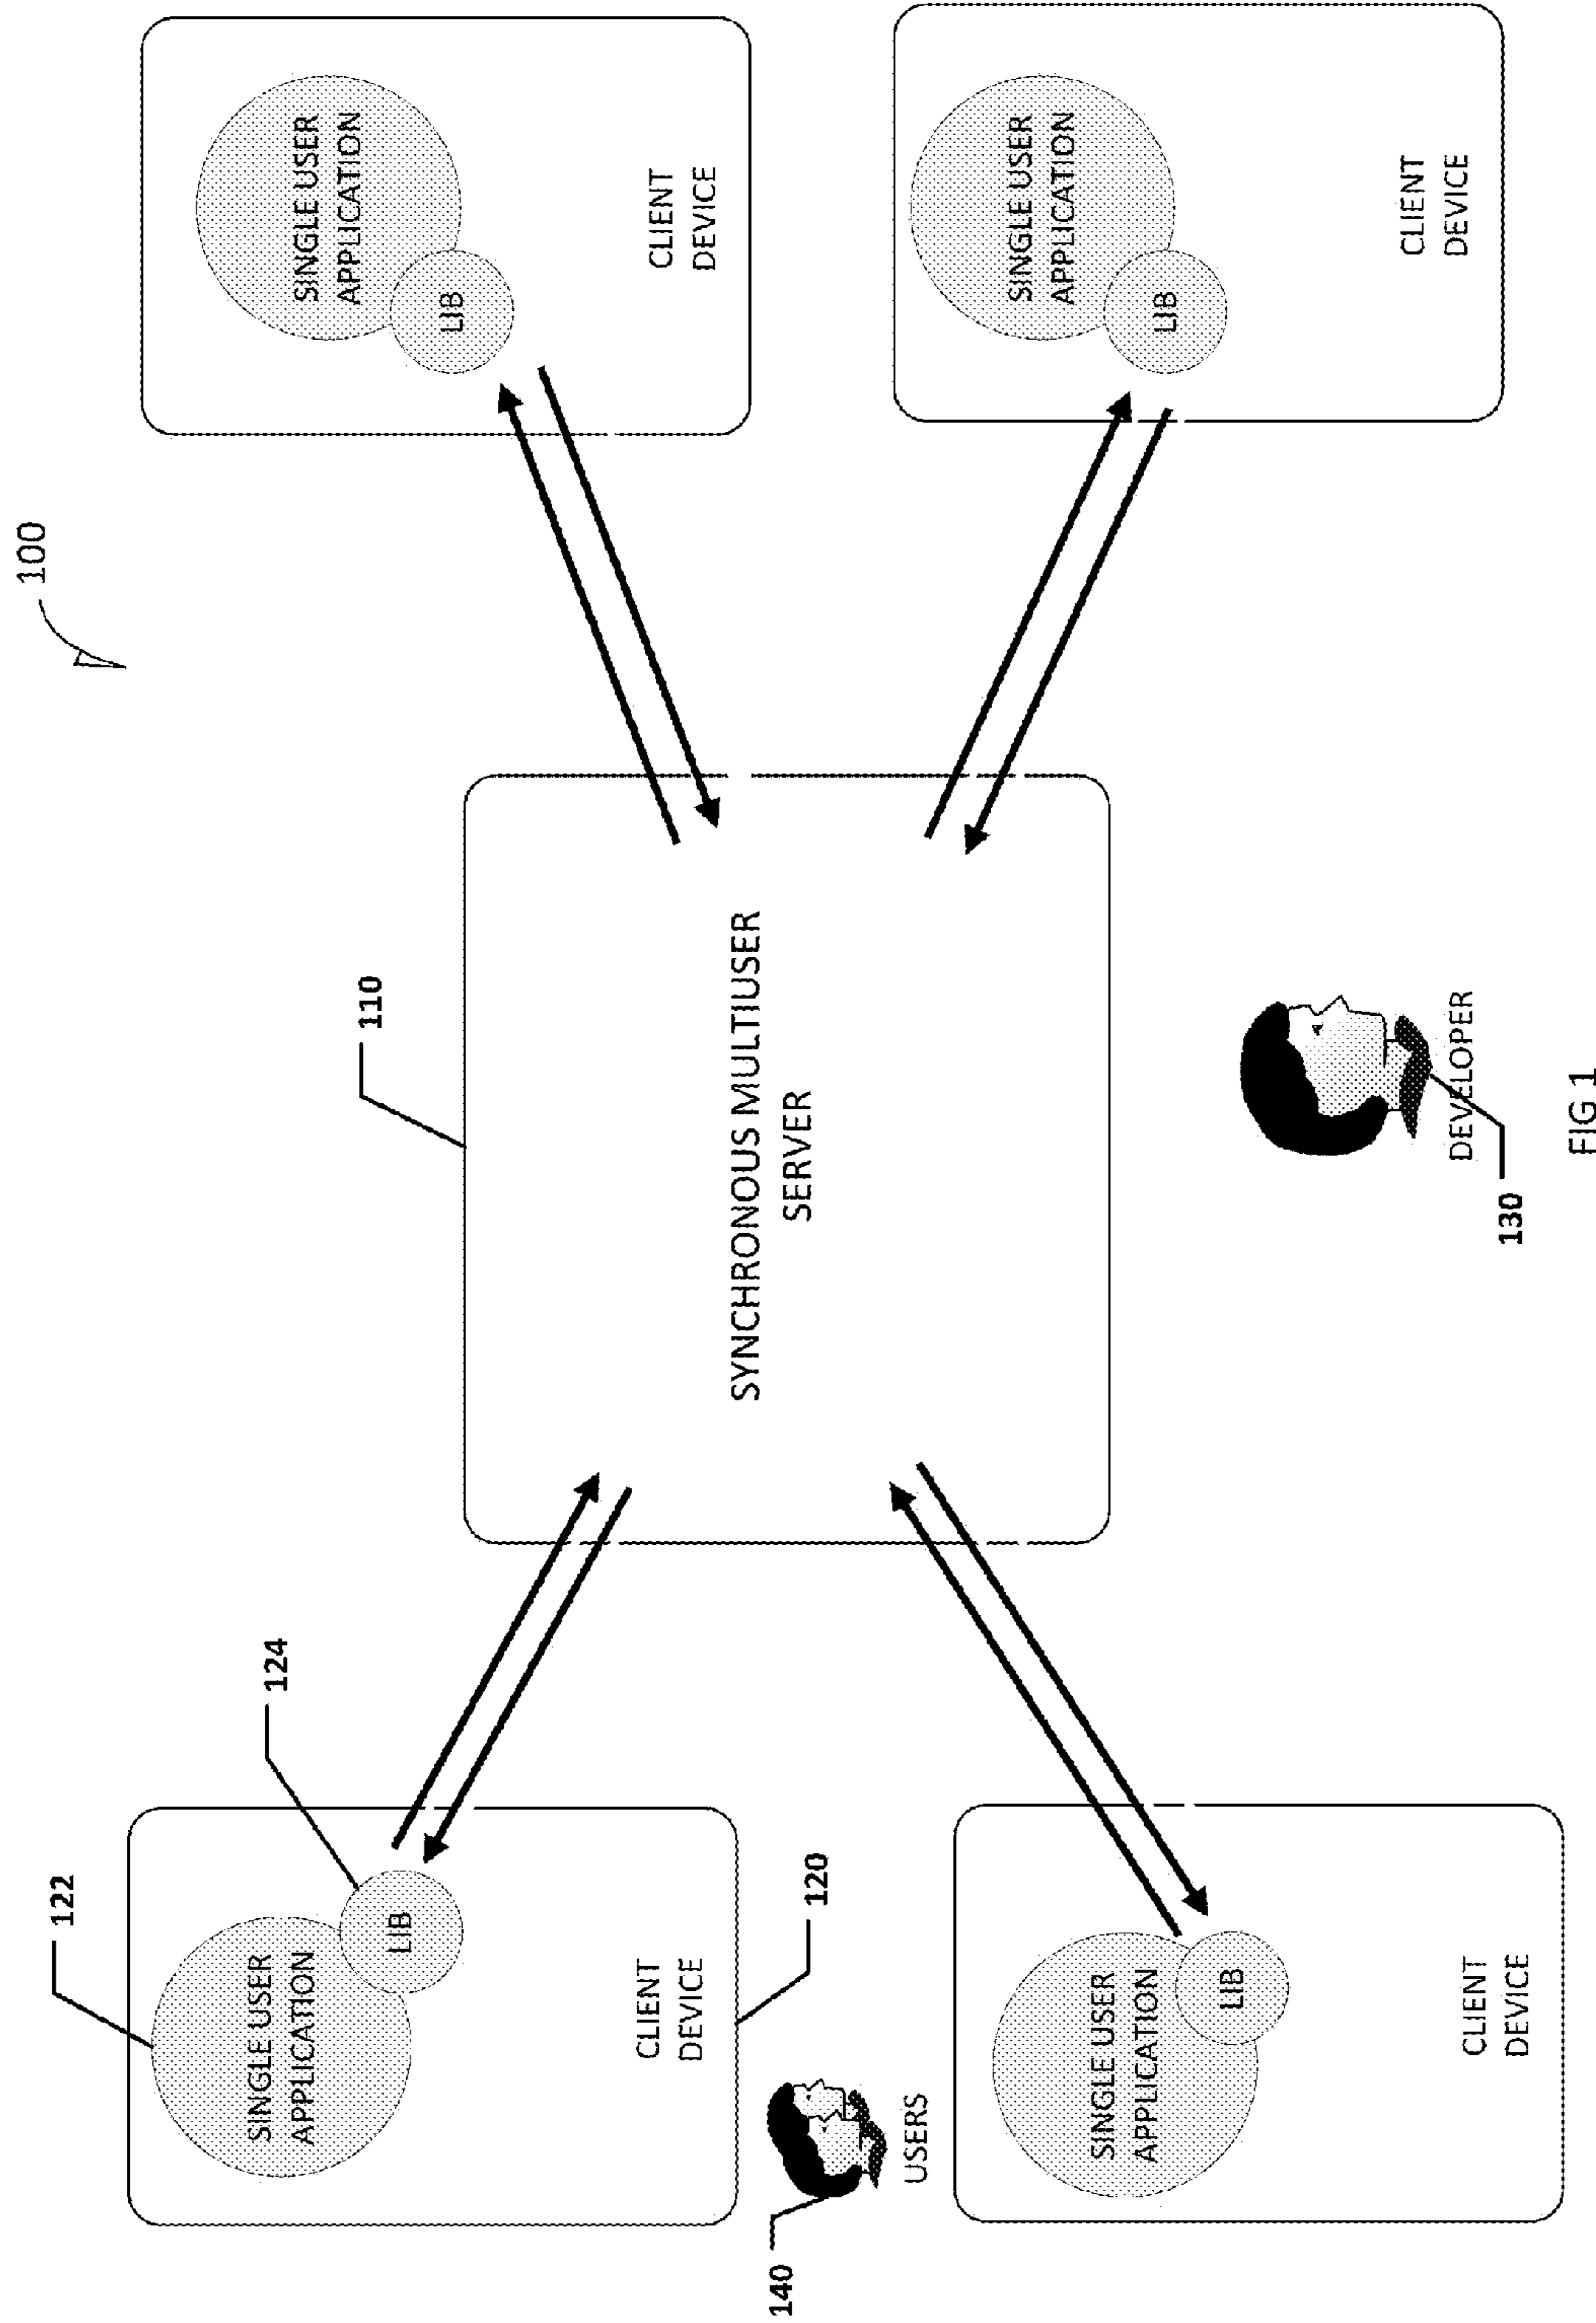 100
122
SINGLE USER
APPLICATION
124
LIB
CLIENT
DEVICE
120
110
SYNCHRONOUS MULTIUSER
SERVER
SINGLE USER
APPLICATION
LIB
CLIENT
DEVICE
140
USERS
SINGLE USER
APPLICATION
LIB
CLIENT
DEVICE
DEVELOPER
130
SINGLE USER
APPLICATION
LIB
CLIENT
DEVICE
FIG 1